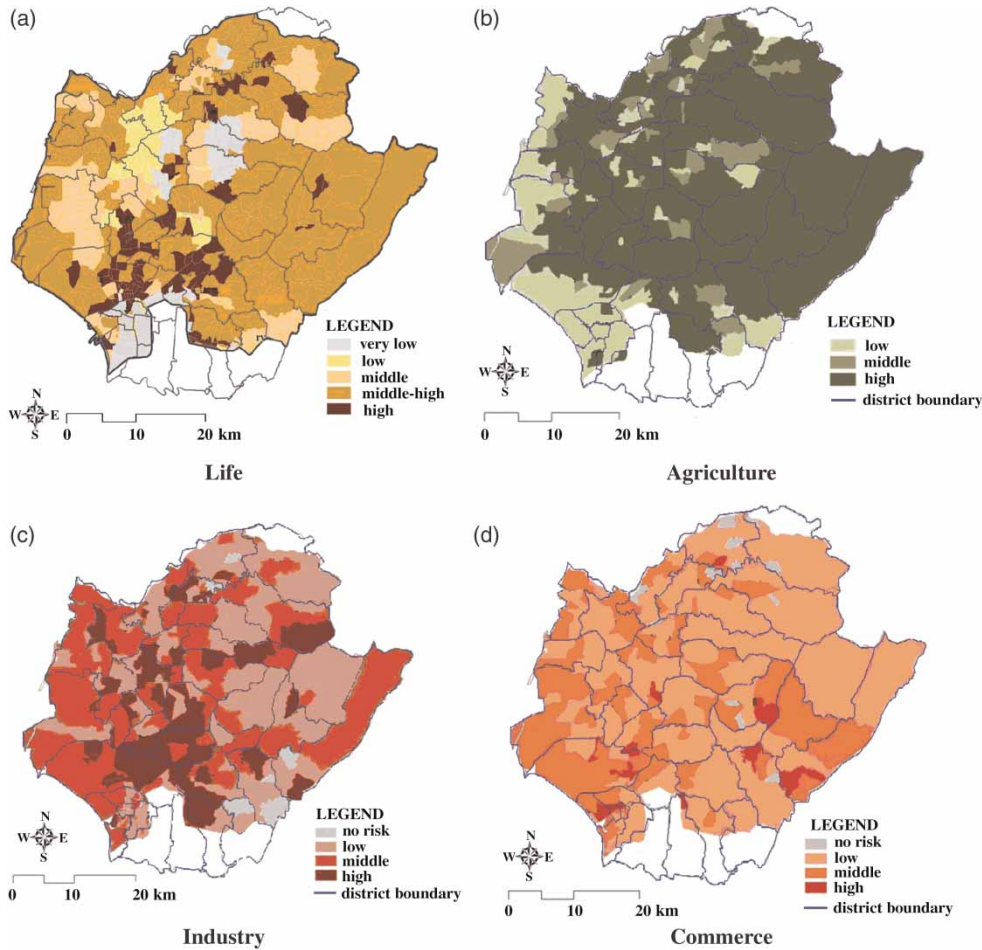 (a)
LEGEND
very low
low
middle
middle-high
high
N
W E
S
0 10 20 km
Life
(b)
LEGEND
low
middle
high
district boundary
N
W E
S
0 10 20 km
Agriculture
(c)
LEGEND
no risk
low
middle
high
district boundary
N
W E
S
0 10 20 km
Industry
(d)
LEGEND
no risk
low
middle
high
district boundary
N
W E
S
0 10 20 km
Commerce